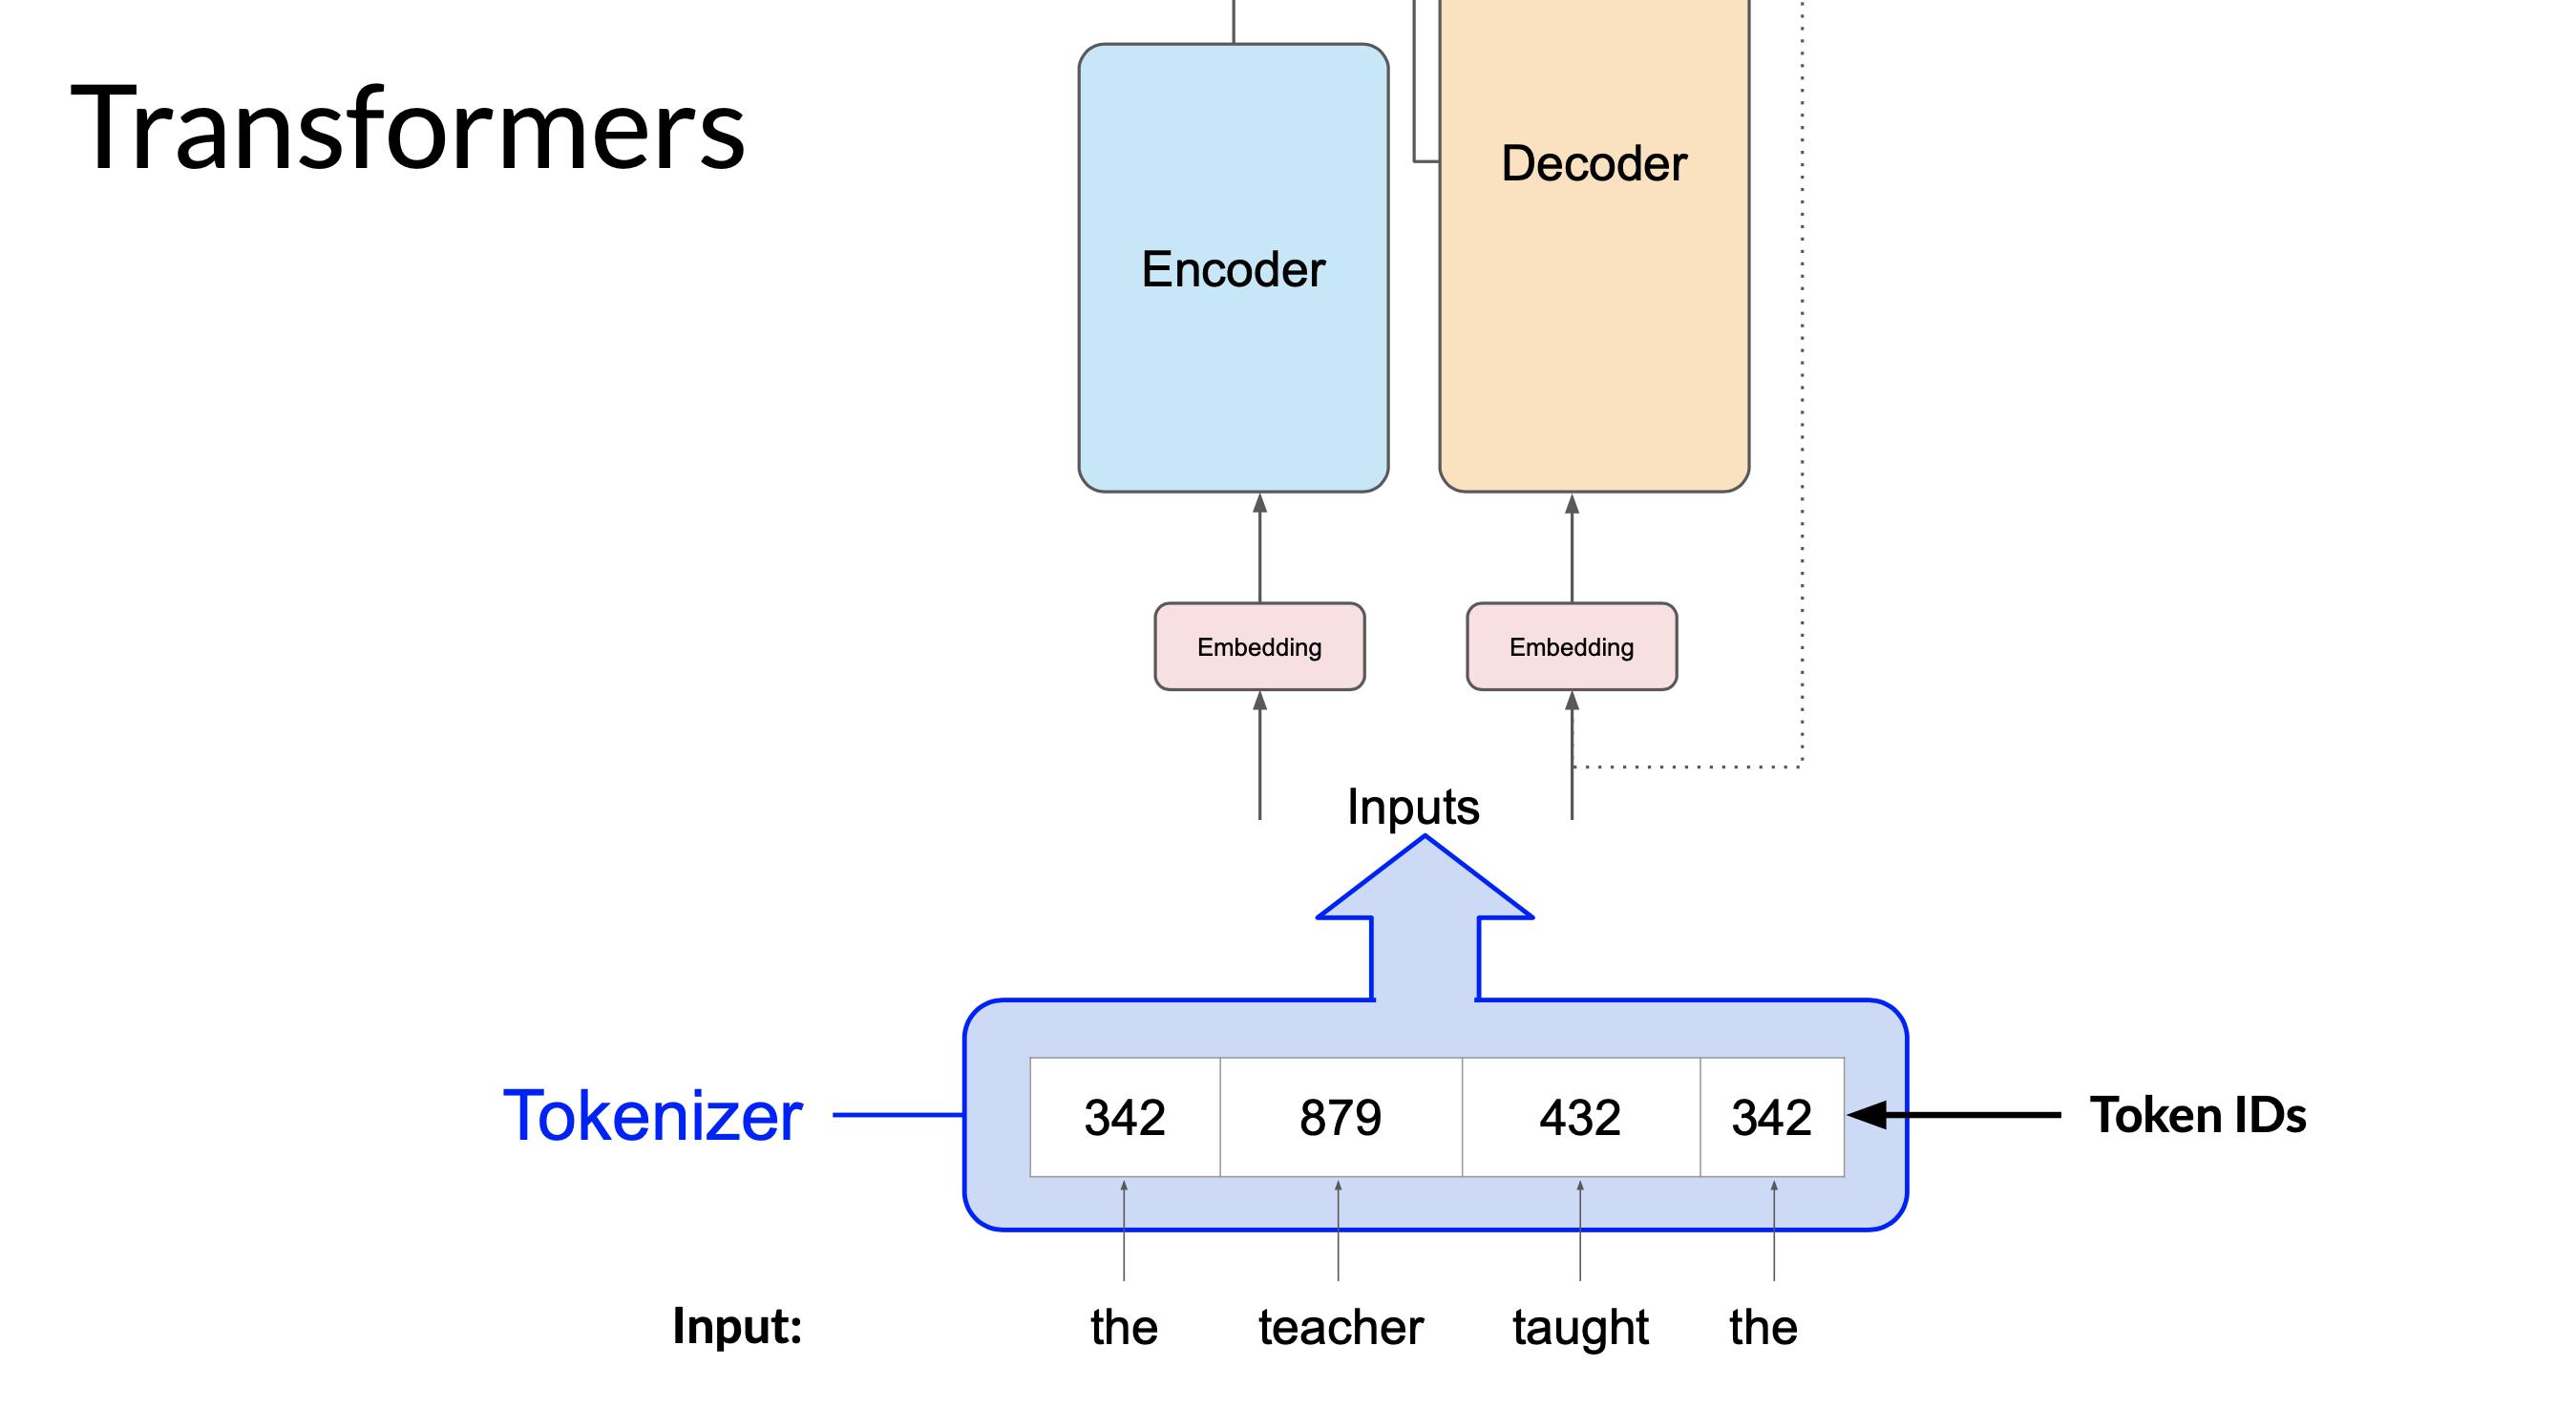 Transformers
Decoder
Encoder
Embedding Embedding
Inputs
Tokenizer 342 879 432 342 Token IDs
Input: the teacher taught the